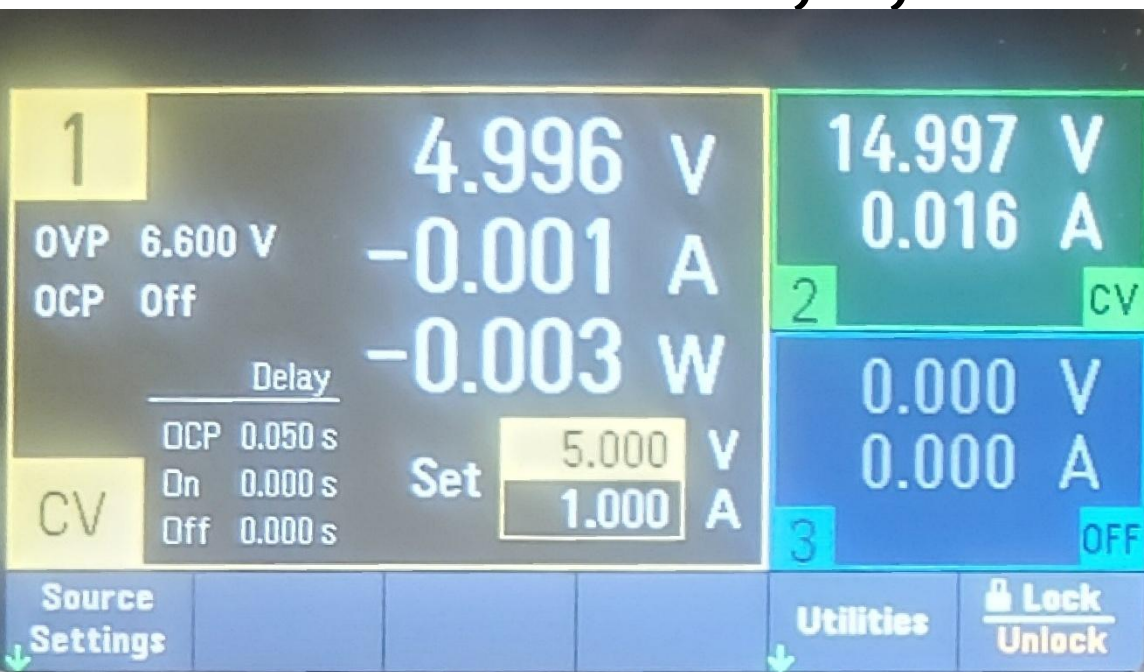 1
4.996 V
OVP 6.600 V
-0.001 A
OCP Off
-0.003 W
Delay
OCP 0.050 s
On 0.000 s
Off 0.000 s
Set 5.000 V
1.000 A
CV
14.997 V
0.016 A
2 CV
0.000 V
0.000 A
3 OFF
Source
Settings
Utilities
Lock
Unlock